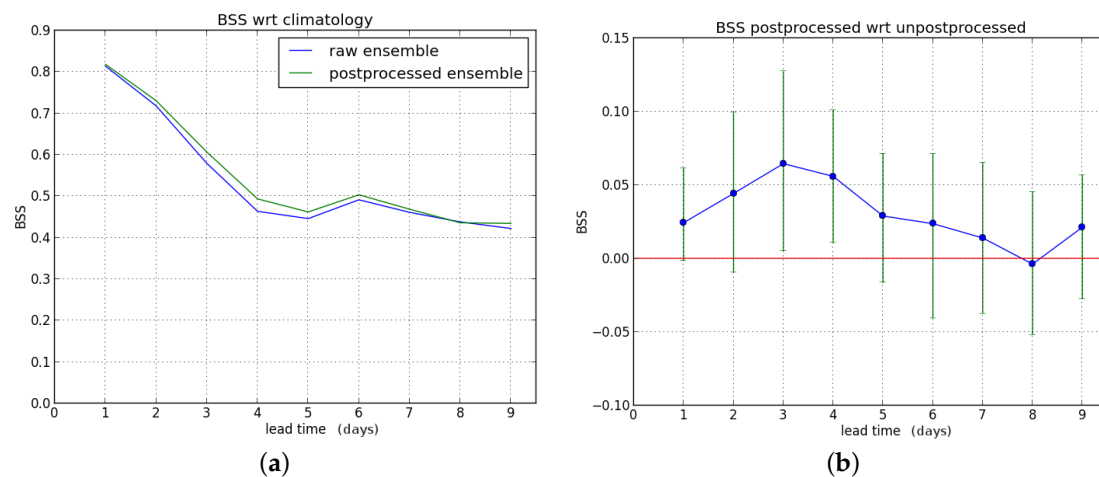 BSS wrt climatology
0.9
0.8
0.7
0.6
0.5
0.4
0.3
0.2
0.1
0.0
BSS
raw ensemble
postprocessed ensemble
0 1 2 3 4 5 6 7 8 9
lead time (days)
(a)
BSS postprocessed wrt unpostprocessed
0.15
0.10
0.05
0.00
−0.05
−0.10
BSS
0 1 2 3 4 5 6 7 8 9
lead time (days)
(b)